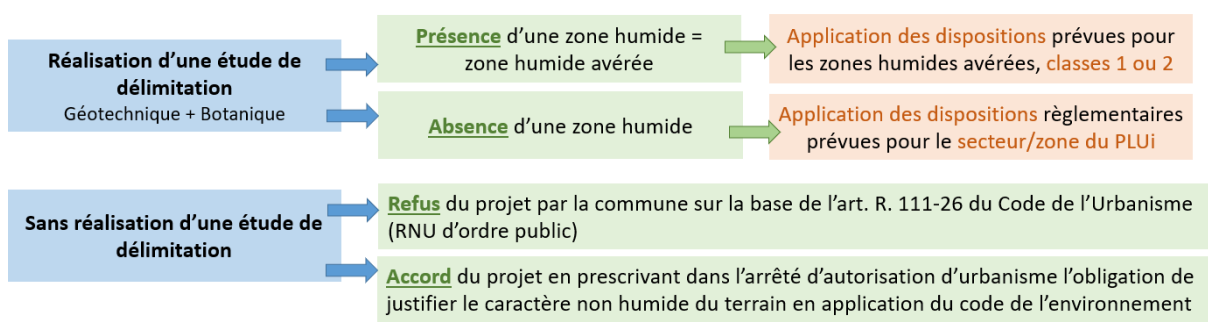 Réalisation d’une étude de
délimitation
Géotechnique + Botanique
Présence d’une zone humide =
zone humide avérée
Application des dispositions prévues pour
les zones humides avérées, classes 1 ou 2
Absence d’une zone humide
Application des dispositions règlementaires
prévues pour le secteur/zone du PLUi
Sans réalisation d’une étude de
délimitation
Refus du projet par la commune sur la base de l’art. R. 111-26 du Code de l’Urbanisme
(RNU d’ordre public)
Accord du projet en prescrivant dans l’arrêté d’autorisation d’urbanisme l’obligation de
justifier le caractère non humide du terrain en application du code de l’environnement